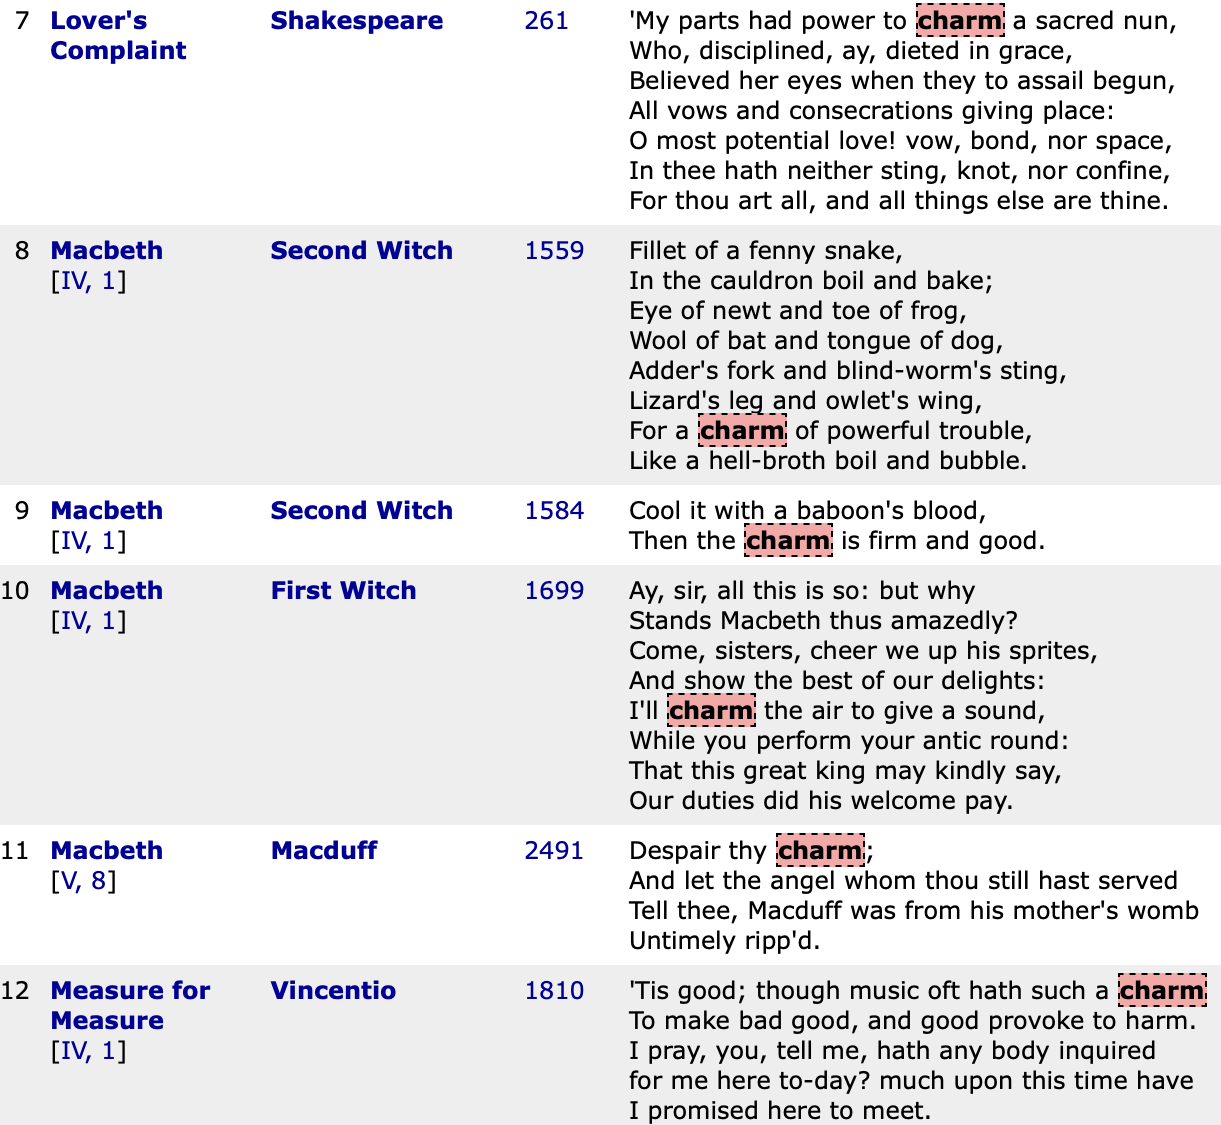 7 Lover's Shakespeare 261 'My parts had power to charm a sacred nun,
Complaint Who, disciplined, ay, dieted in grace,
Believed her eyes when they to assail begun,
All vows and consecrations giving place:
O most potential love! vow, bond, nor space,
In thee hath neither sting, knot, nor confine,
For thou art all, and all things else are thine.
8 Macbeth Second Witch 1559 Fillet of a fenny snake,
[IV, 1] In the cauldron boil and bake;
Eye of newt and toe of frog,
Wool of bat and tongue of dog,
Adder's fork and blind-worm's sting,
Lizard's leg and owlet's wing,
For a charm of powerful trouble,
Like a hell-broth boil and bubble.
9 Macbeth Second Witch 1584 Cool it with a baboon's blood,
[IV, 1] Then the charm is firm and good.
10 Macbeth First Witch 1699 Ay, sir, all this is so: but why
[IV, 1] Stands Macbeth thus amazedly?
Come, sisters, cheer we up his sprites,
And show the best of our delights:
I'll charm the air to give a sound,
While you perform your antic round:
That this great king may kindly say,
Our duties did his welcome pay.
11 Macbeth Macduff 2491 Despair thy charm;
[V, 8] And let the angel whom thou still hast served
Tell thee, Macduff was from his mother's womb
Untimely ripp'd.
12 Measure for Vincentio 1810 'Tis good; though music oft hath such a charm
Measure To make bad good, and good provoke to harm.
[IV, 1] I pray, you, tell me, hath any body inquired
for me here to-day? much upon this time have
I promised here to meet.